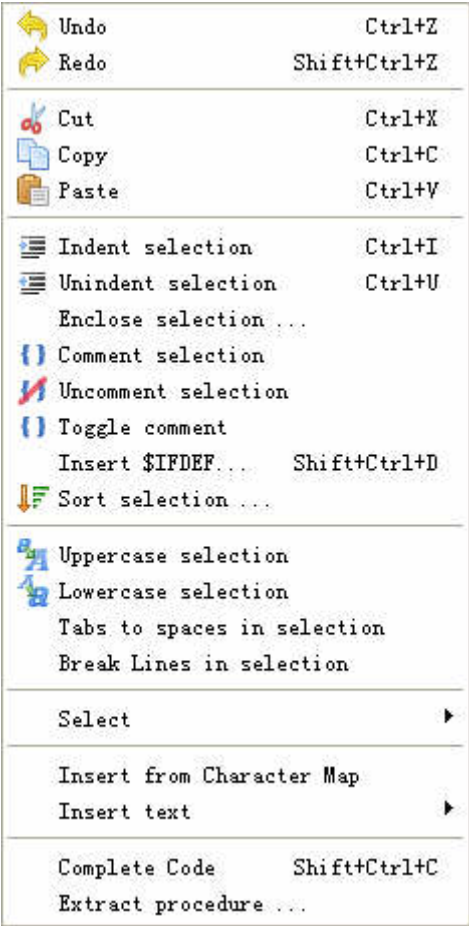 Undo Ctrl+Z
Redo Shift+Ctrl+Z
Cut Ctrl+X
Copy Ctrl+C
Paste Ctrl+V
Indent selection Ctrl+I
Unindent selection Ctrl+U
Enclose selection ...
Comment selection
Uncomment selection
Toggle comment
Insert $IFDEF... Shift+Ctrl+D
Sort selection ...
Uppercase selection
Lowercase selection
Tabs to spaces in selection
Break Lines in selection
Select
Insert from Character Map
Insert text
Complete Code Shift+Ctrl+C
Extract procedure ...